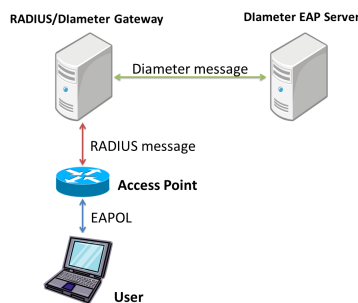 RADIUS/DIameter Gateway
DIameter EAP Server
Diameter message
RADIUS message
Access Point
EAPOL
User